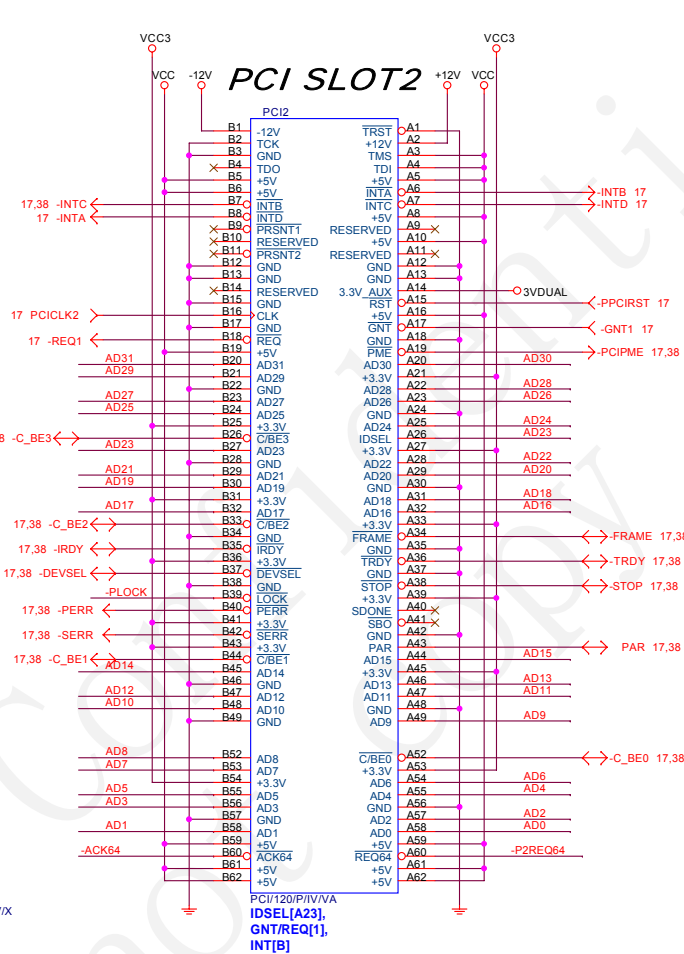 VCC3
VCC3
VCC
-12V
PCI SLOT2
+12V
VCC
PCI2
B1 -12V TRST A1
B2 TCK +12V A2
B3 GND TMS A3
B4 TDO TDI A4
B5 +5V +5V A5
B6 +5V INTA A6 -INTB 17
17,38 -INTC B7 INTB INTC A7 -INTD 17
17 -INTA B8 INTD +5V A8
B9 PRSNT1 RESERVED A9
B10 RESERVED +5V A10
B11 PRSNT2 RESERVED A11
B12 GND GND A12
B13 GND GND A13
B14 RESERVED 3.3V_AUX A14 3VDUAL
B15 GND RST A15 -PPCIRST 17
17 PCICLK2 B16 CLK +5V A16
B17 GND GNT A17 -GNT1 17
17 -REQ1 B18 REQ GND A18
B19 +5V PME A19 -PCIPME 17,38
AD31 B20 AD31 AD30 A20 AD30
AD29 B21 AD29 +3.3V A21
B22 GND AD28 A22 AD28
AD27 B23 AD27 AD26 A23 AD26
AD25 B24 AD25 GND A24
B25 +3.3V AD24 A25 AD24
8 -C_BE3 B26 C/BE3 IDSEL A26 AD23
AD23 B27 AD23 +3.3V A27
B28 GND AD22 A28 AD22
AD21 B29 AD21 AD20 A29 AD20
AD19 B30 AD19 GND A30
B31 +3.3V AD18 A31 AD18
AD17 B32 AD17 AD16 A32 AD16
17,38 -C_BE2 B33 C/BE2 +3.3V A33
B34 GND FRAME A34 -FRAME 17,38
17,38 -IRDY B35 IRDY GND A35
B36 +3.3V TRDY A36 -TRDY 17,38
17,38 -DEVSEL B37 DEVSEL GND A37
B38 GND STOP A38 -STOP 17,38
-PLOCK B39 LOCK +3.3V A39
17,38 -PERR B40 PERR SDONE A40
B41 +3.3V SBO A41
17,38 -SERR B42 SERR GND A42
B43 +3.3V PAR A43 PAR 17,38
17,38 -C_BE1 B44 C/BE1 AD15 A44 AD15
AD14 B45 AD14 +3.3V A45
B46 GND AD13 A46 AD13
AD12 B47 AD12 AD11 A47 AD11
AD10 B48 AD10 GND A48
B49 GND AD9 A49 AD9
AD8 B52 AD8 C/BE0 A52 -C_BE0 17,38
AD7 B53 AD7 +3.3V A53
B54 +3.3V AD6 A54 AD6
AD5 B55 AD5 AD4 A55 AD4
AD3 B56 AD3 GND A56
B57 GND AD2 A57 AD2
AD1 B58 AD1 AD0 A58 AD0
B59 +5V +5V A59
-ACK64 B60 ACK64 REQ64 A60 -P2REQ64
B61 +5V +5V A61
B62 +5V +5V A62
PCI/120/P/IV/VA
IDSEL[A23],
GNT/REQ[1],
INT[B]